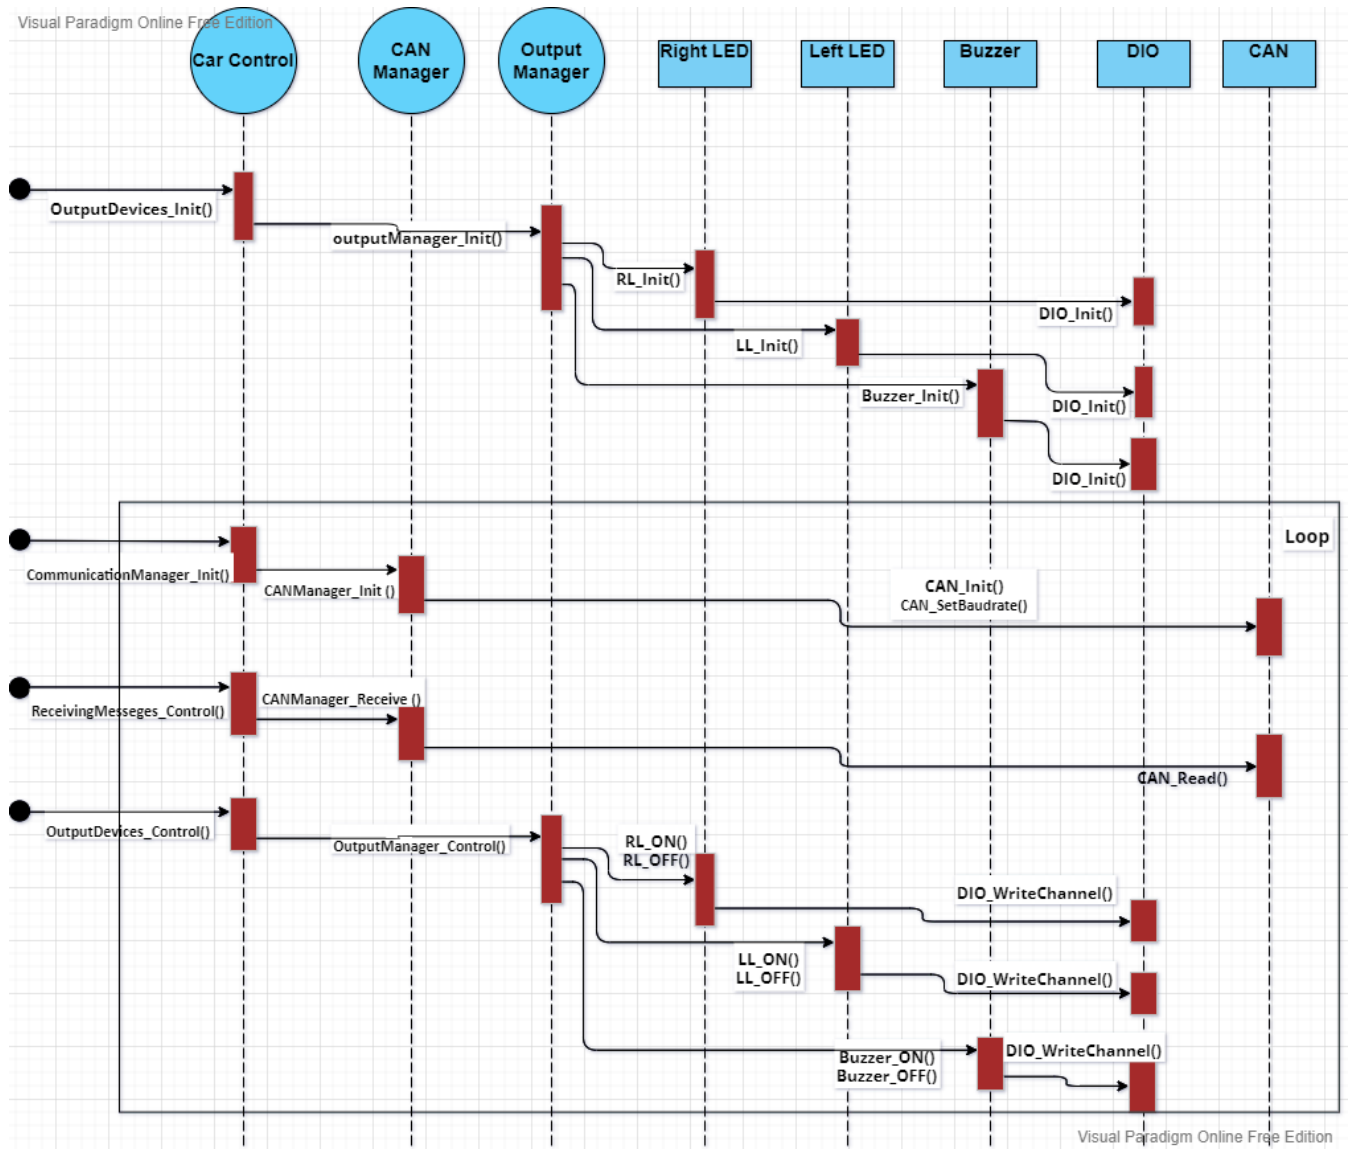 Visual Paradigm Online Free Edition
Car Control
CAN
Manager
Output
Manager
Right LED
Left LED
Buzzer
DIO
CAN
OutputDevices_Init()
outputManager_Init()
RL_Init()
DIO_Init()
LL_Init()
Buzzer_Init()
DIO_Init()
DIO_Init()
Loop
CommunicationManager_Init()
CANManager_Init ()
CAN_Init()
CAN_SetBaudrate()
ReceivingMesseges_Control()
CANManager_Receive ()
CAN_Read()
OutputDevices_Control()
OutputManager_Control()
RL_ON()
RL_OFF()
DIO_WriteChannel()
LL_ON()
LL_OFF()
DIO_WriteChannel()
Buzzer_ON()
Buzzer_OFF()
DIO_WriteChannel()
Visual Paradigm Online Free Edition